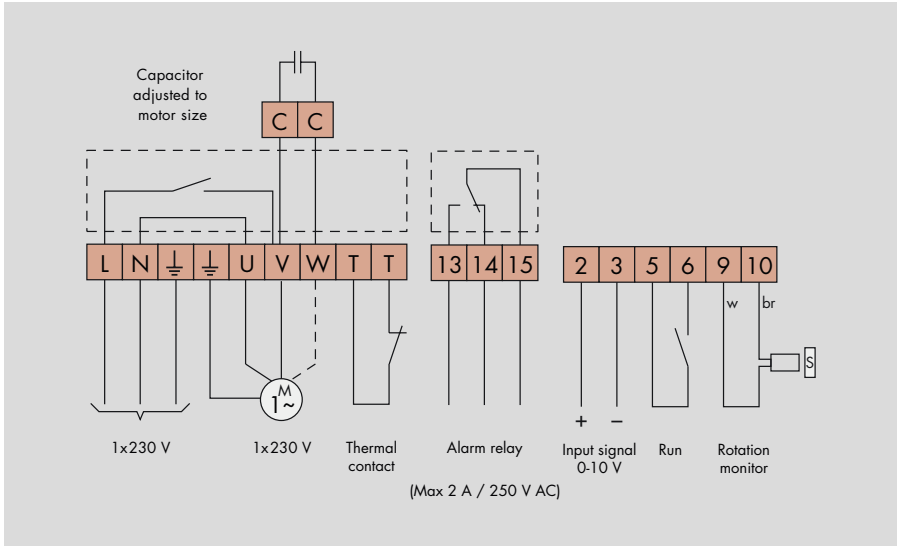 Capacitor
adjusted to
motor size
C C
L N U V W T T
13 14 15
2 3 5 6 9 10
w br
S
M
1~
+ –
1x230 V
1x230 V
Thermal
contact
Alarm relay
(Max 2 A / 250 V AC)
Input signal
0-10 V
Run
Rotation
monitor